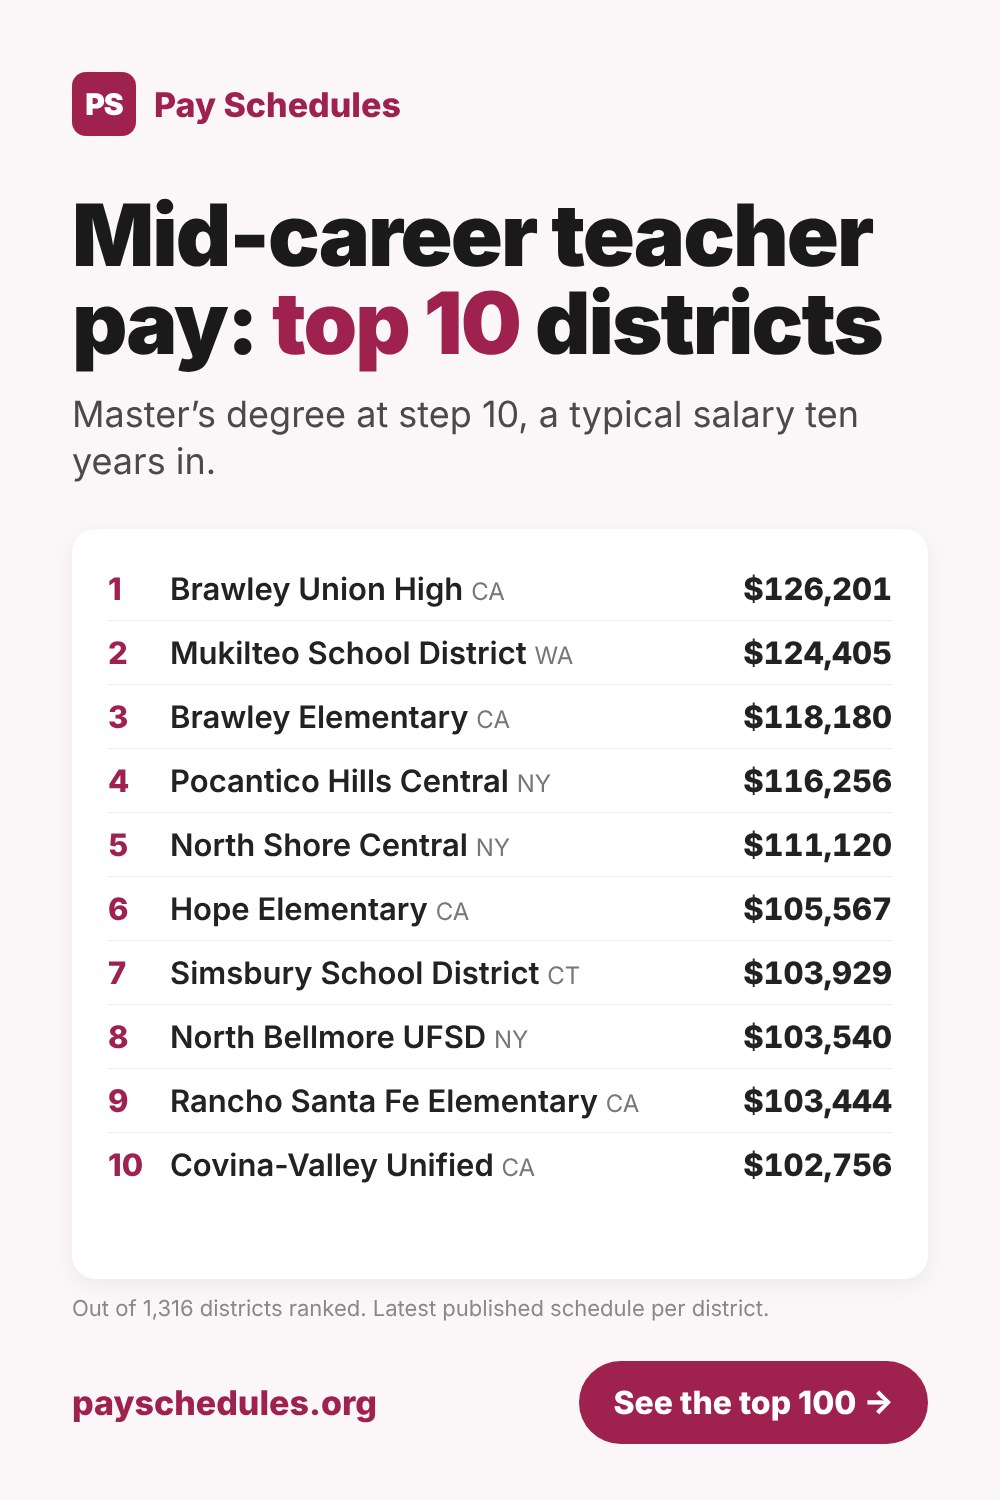 PS Pay Schedules
Mid-career teacher
pay: top 10 districts
Master’s degree at step 10, a typical salary ten
years in.
1 Brawley Union High CA $126,201
2 Mukilteo School District WA $124,405
3 Brawley Elementary CA $118,180
4 Pocantico Hills Central NY $116,256
5 North Shore Central NY $111,120
6 Hope Elementary CA $105,567
7 Simsbury School District CT $103,929
8 North Bellmore UFSD NY $103,540
9 Rancho Santa Fe Elementary CA $103,444
10 Covina-Valley Unified CA $102,756
Out of 1,316 districts ranked. Latest published schedule per district.
payschedules.org See the top 100 →